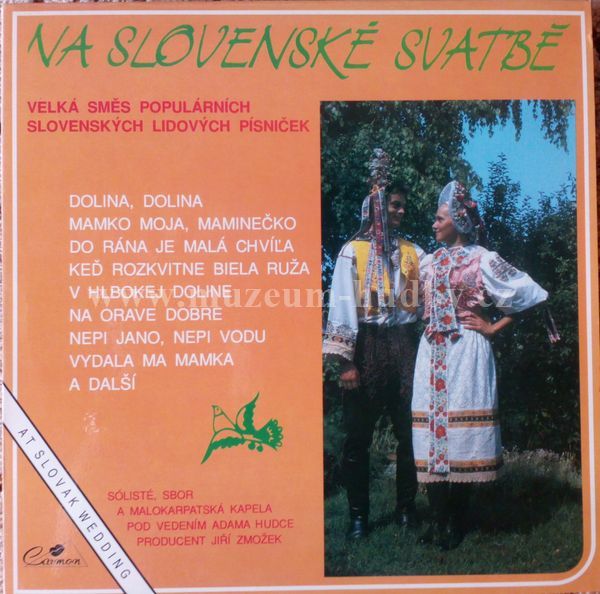 NA SLOVENSKÉ SVATBĚ
VELKÁ SMĚS POPULÁRNÍCH
SLOVENSKÝCH LIDOVÝCH PÍSNIČEK
DOLINA, DOLINA
MAMKO MOJA, MAMINEČKO
DO RÁNA JE MALÁ CHVÍĽA
KEĎ ROZKVITNE BIELA RUŽA
V HLBOKEJ DOLINE
www.muzeum-hudby.cz
NA ORAVE DOBRE
NEPI JANO, NEPI VODU
VYDALA MA MAMKA
A DALŠÍ
AT SLOVAK WEDDING
SÓLISTÉ, SBOR
A MALOKARPATSKÁ KAPELA
POD VEDENÍM ADAMA HUDCE
PRODUCENT JIŘÍ ZMOŽEK
Carmon